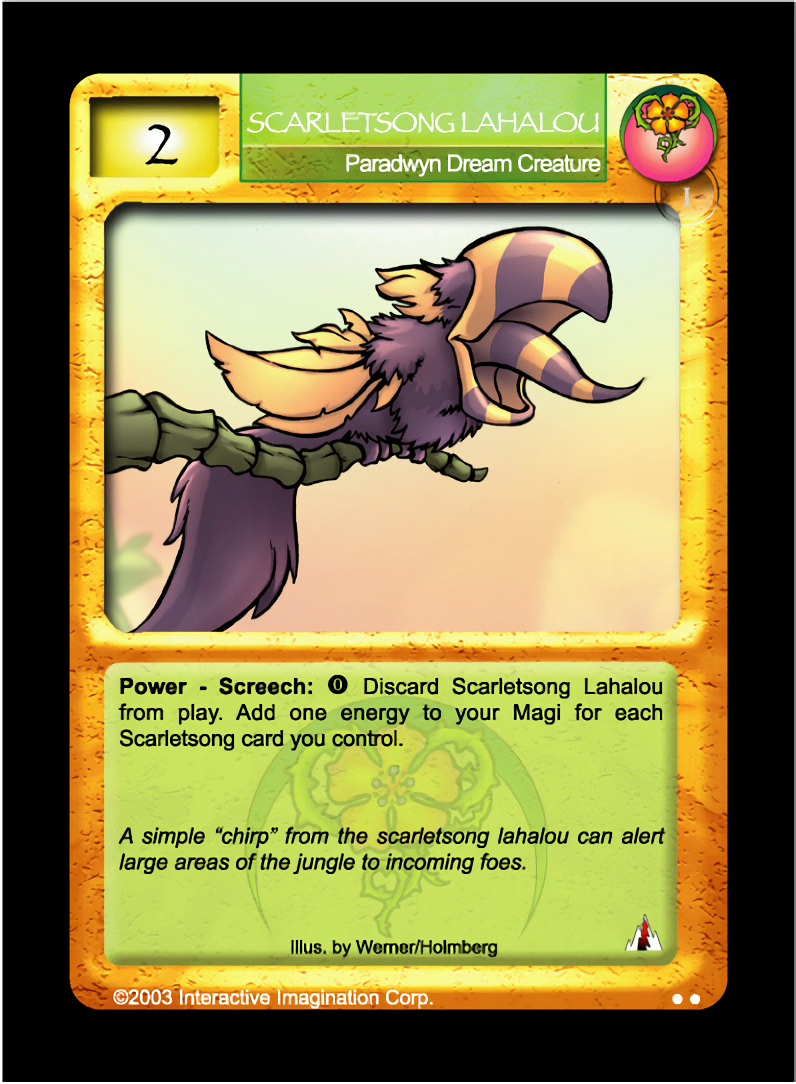 2
SCARLETSONG LAHALOU
Paradwyn Dream Creature
1
Power - Screech: 0 Discard Scarletsong Lahalou
from play. Add one energy to your Magi for each
Scarletsong card you control.
A simple “chirp” from the scarletsong lahalou can alert
large areas of the jungle to incoming foes.
Illus. by Werner/Holmberg
©2003 Interactive Imagination Corp.